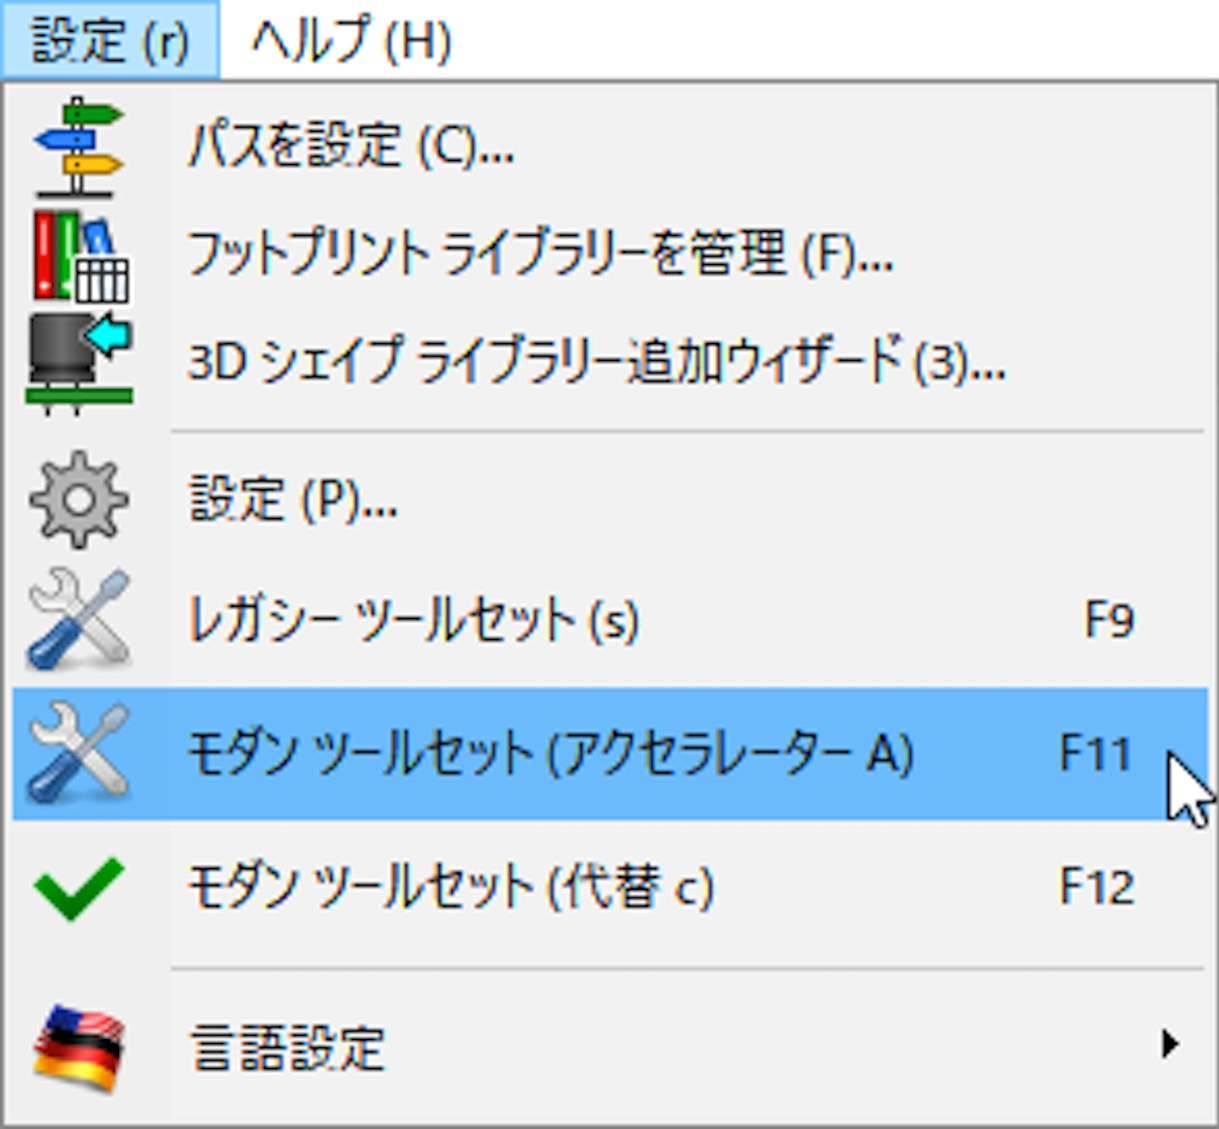 設定 (r) ヘルプ (H)
パスを設定 (C)...
フットプリント ライブラリーを管理 (F)...
3D シェイプ ライブラリー追加ウィザード (3)...
設定 (P)...
レガシー ツールセット (s) F9
モダン ツールセット (アクセラレーター A) F11
モダン ツールセット (代替 c) F12
言語設定